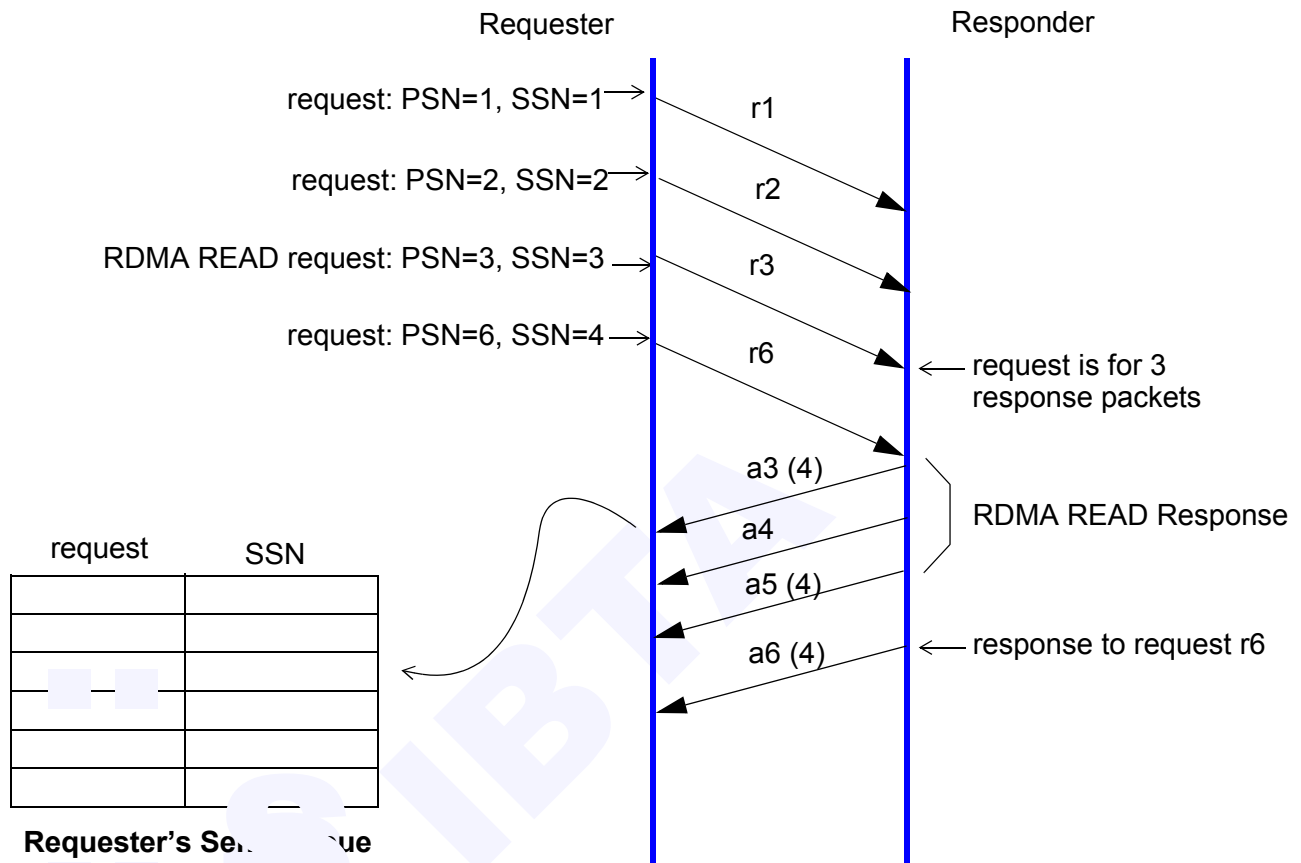 Requester
Responder
request: PSN=1, SSN=1
r1
request: PSN=2, SSN=2
r2
RDMA READ request: PSN=3, SSN=3
r3
request: PSN=6, SSN=4
r6
request is for 3
response packets
a3 (4)
RDMA READ Response
a4
a5 (4)
response to request r6
a6 (4)
request
SSN
Requester's
SIBTA